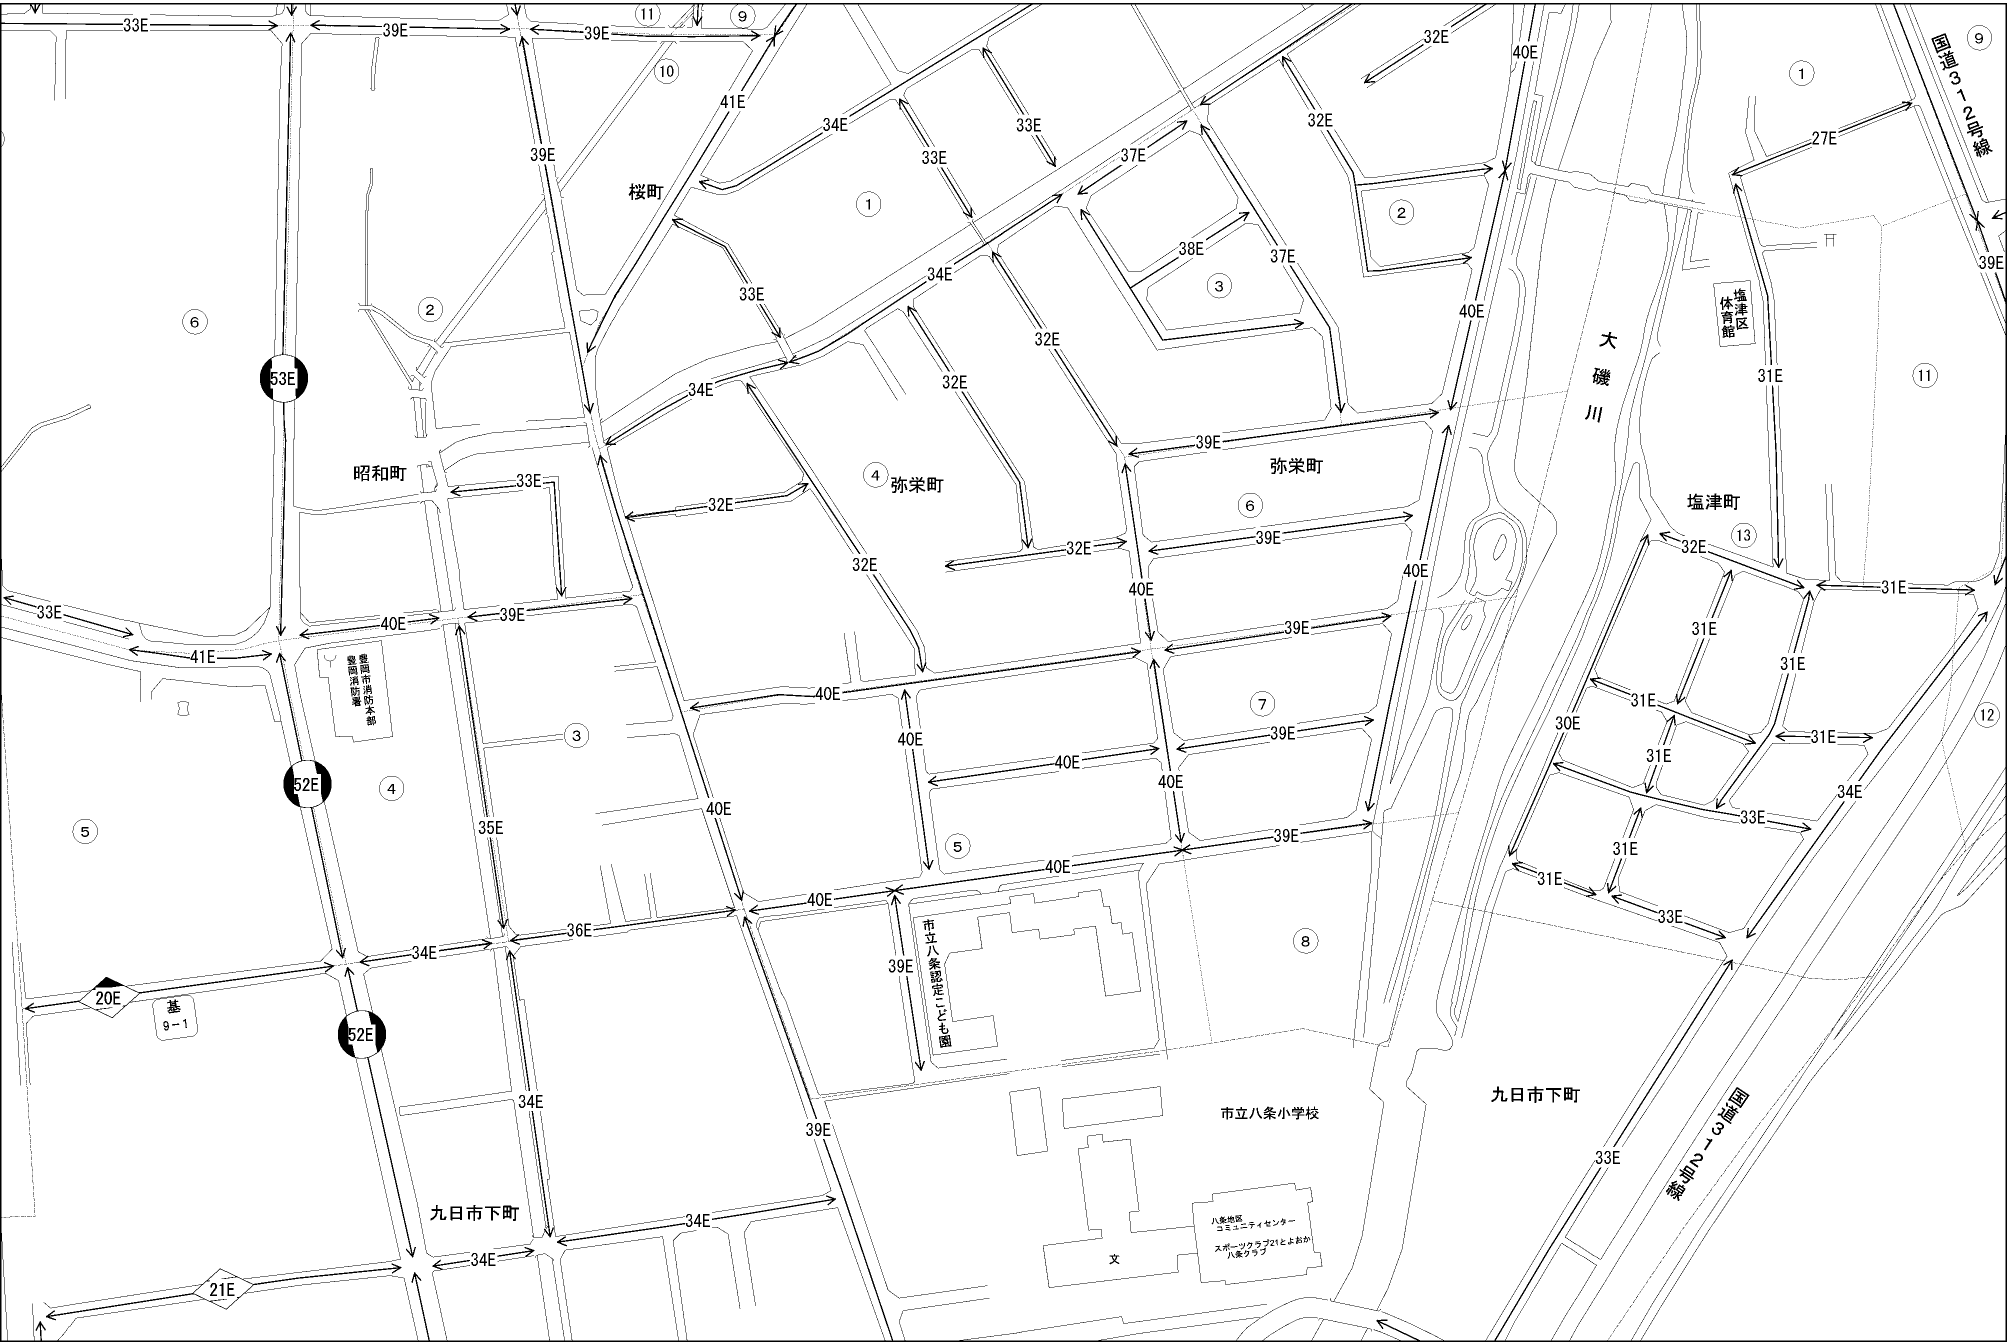 33E
39E
39E
⑪
⑨
32E
40E
国道312号線
⑨
①
⑩
41E
34E
33E
32E
27E
39E
33E
37E
桜町
①
②
38E
37E
39E
34E
33E
③
40E
塩津区
体育館
⑥
②
大磯川
31E
⑪
53E
32E
34E
32E
39E
昭和町
33E
④
弥栄町
弥栄町
⑥
塩津町
32E
39E
⑬
32E
32E
32E
40E
40E
31E
33E
40E
39E
39E
31E
41E
豊岡市消防本部
豊岡消防署
31E
40E
⑦
31E
30E
⑫
③
40E
39E
31E
52E
④
40E
40E
31E
34E
⑤
35E
40E
39E
33E
⑤
31E
40E
40E
31E
36E
市立八条認定こども園
33E
34E
⑧
39E
20E
基
9-1
52E
34E
39E
市立八条小学校
九日市下町
国道312号線
33E
九日市下町
34E
八条地区
コミュニティセンター
スポーツクラブ21とよおか
八条クラブ
34E
文
21E